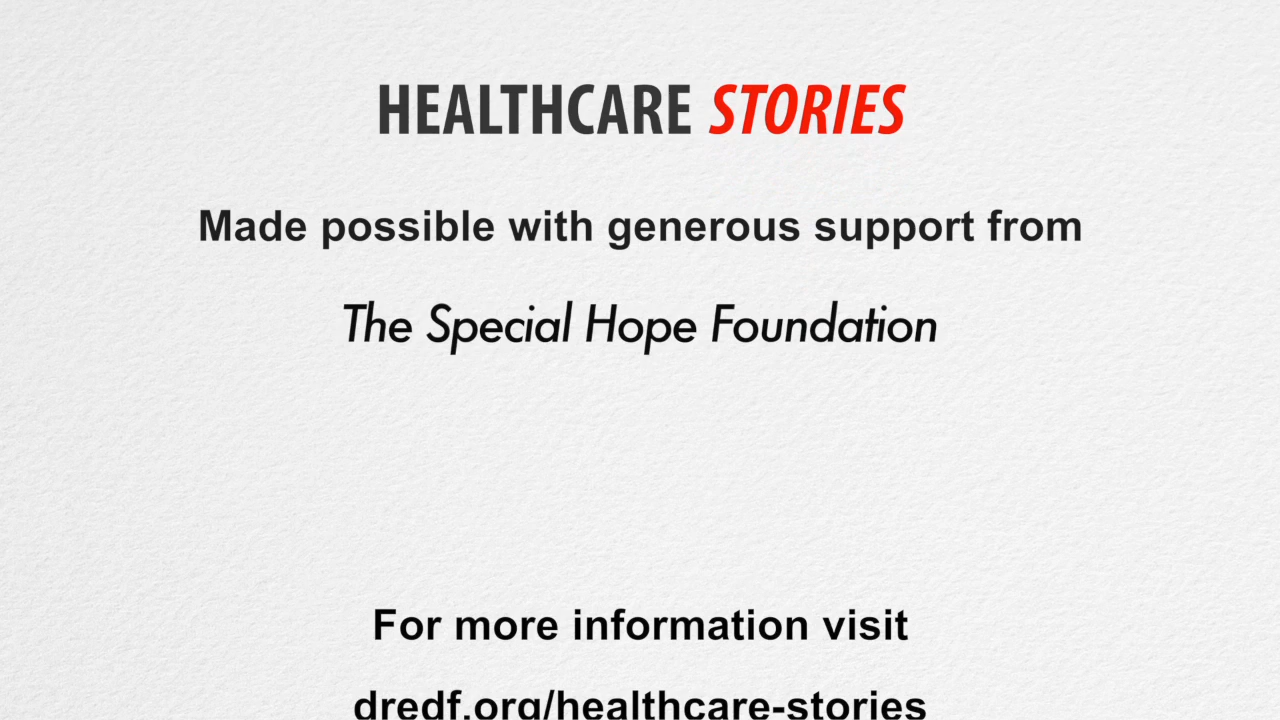 HEALTHCARE STORIES
Made possible with generous support from
The Special Hope Foundation
For more information visit
dredf.org/healthcare-stories